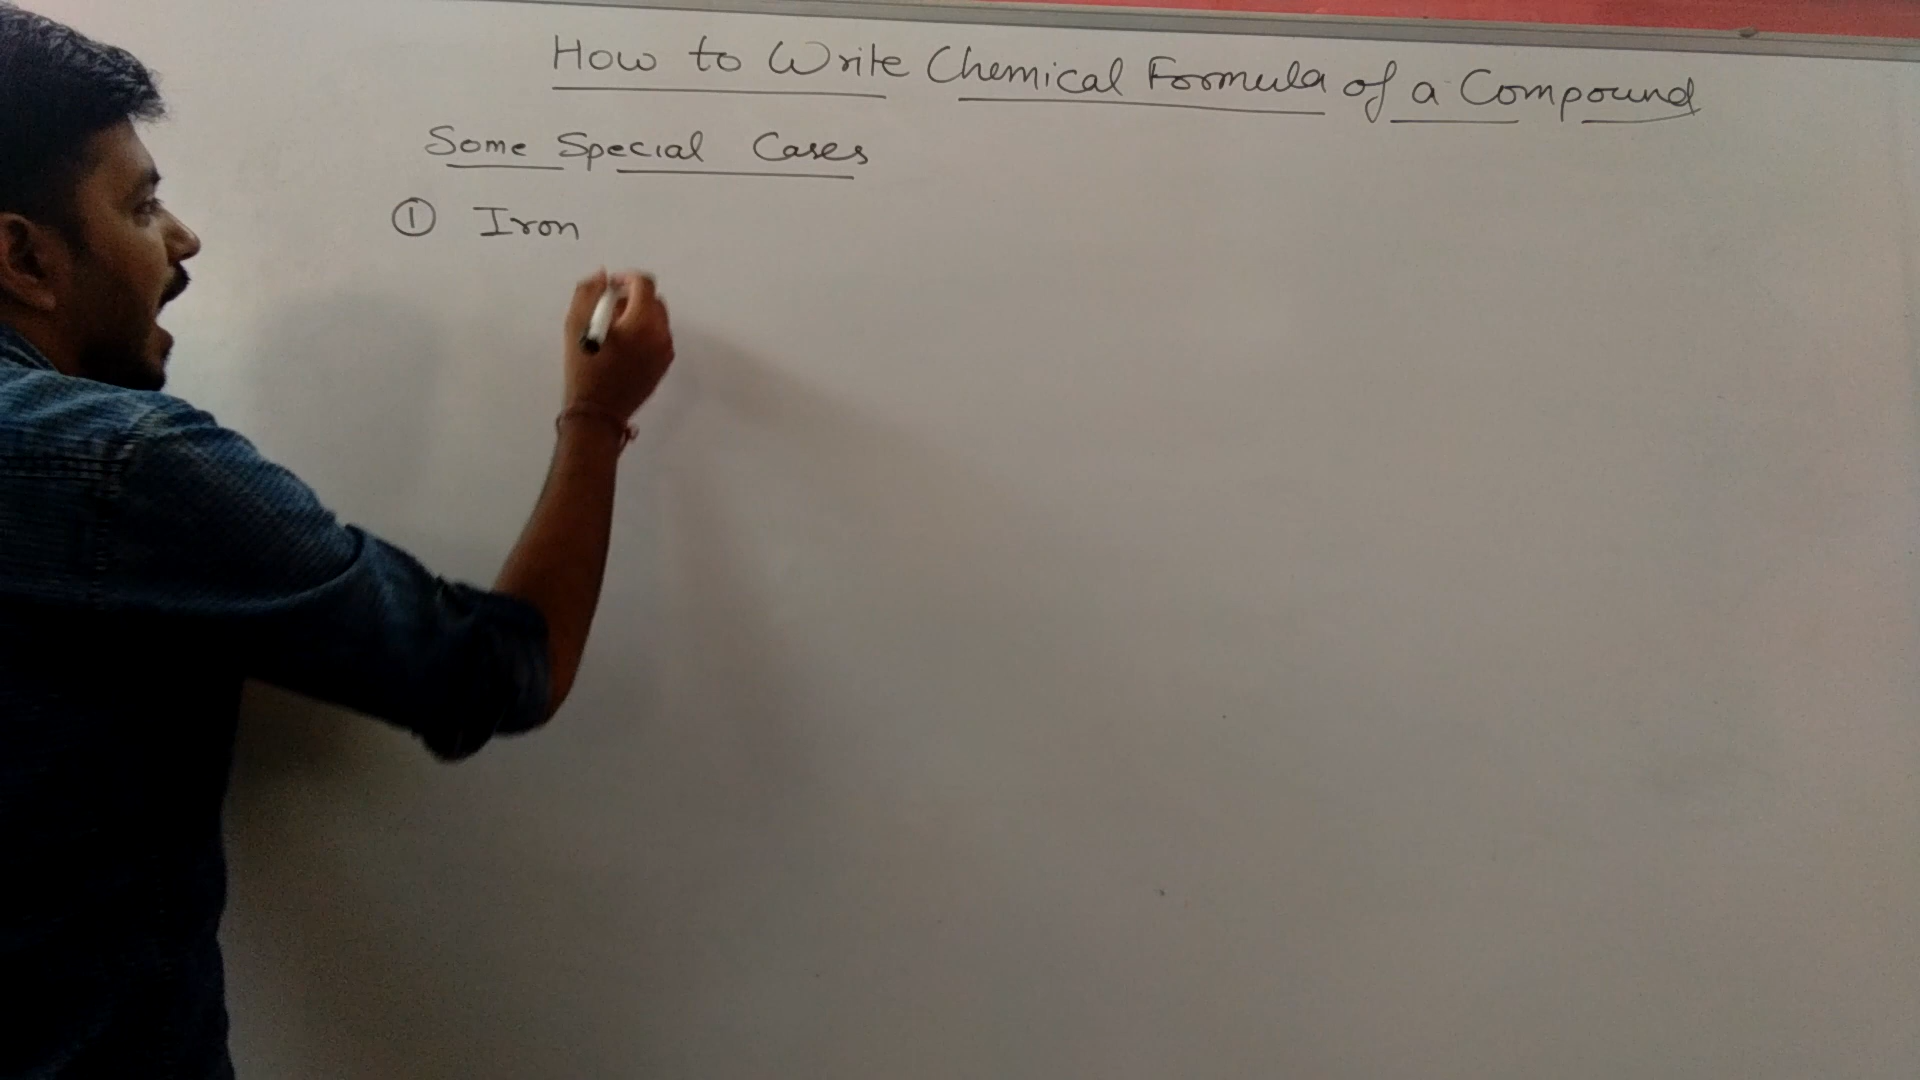 How to Write Chemical Formula of a Compound
Some Special Cases
① Iron